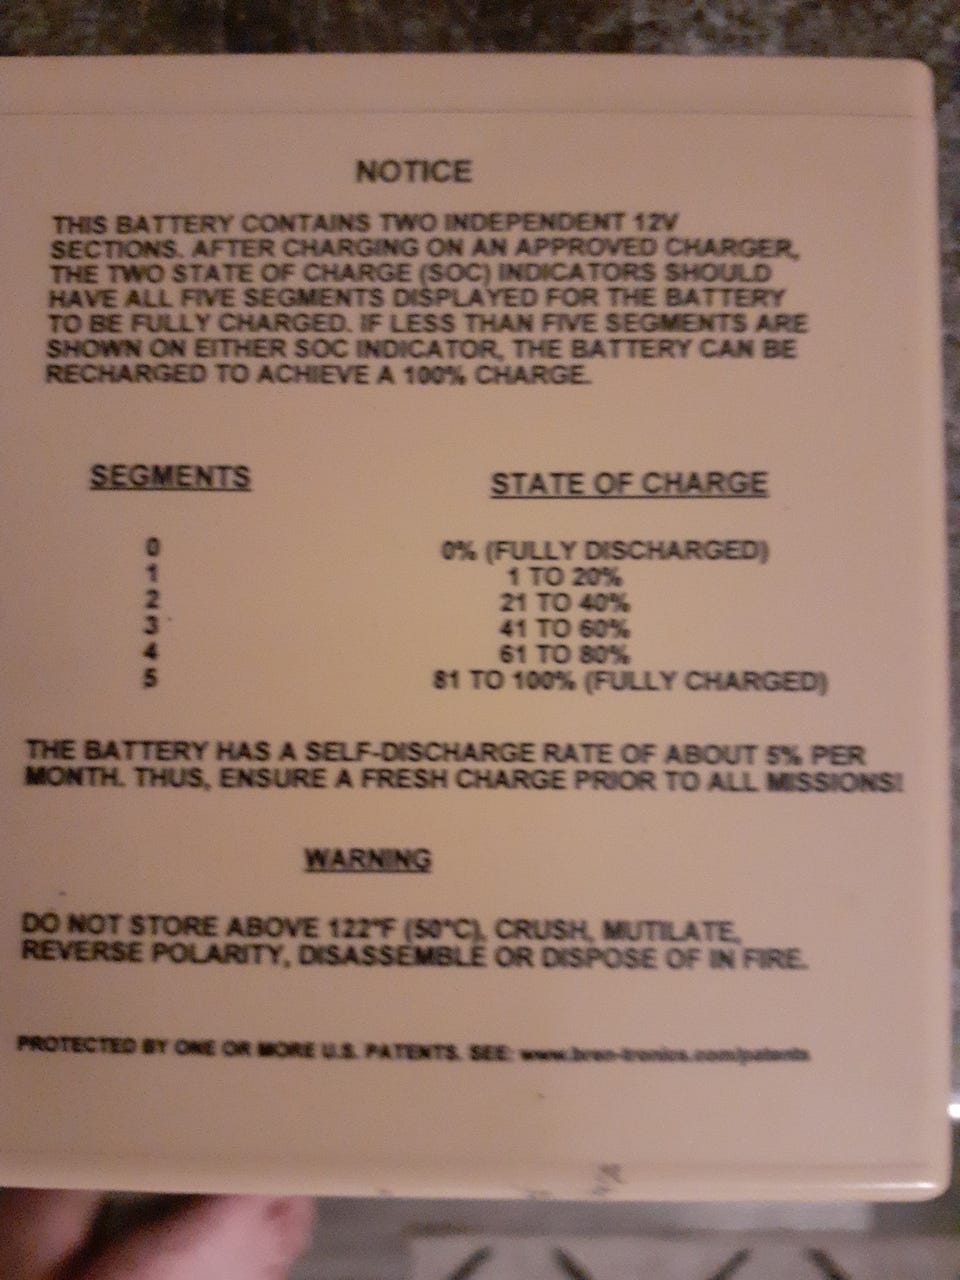 NOTICE
THIS BATTERY CONTAINS TWO INDEPENDENT 12V
SECTIONS. AFTER CHARGING ON AN APPROVED CHARGER,
THE TWO STATE OF CHARGE (SOC) INDICATORS SHOULD
HAVE ALL FIVE SEGMENTS DISPLAYED FOR THE BATTERY
TO BE FULLY CHARGED. IF LESS THAN FIVE SEGMENTS ARE
SHOWN ON EITHER SOC INDICATOR, THE BATTERY CAN BE
RECHARGED TO ACHIEVE A 100% CHARGE.
SEGMENTS STATE OF CHARGE
0 0% (FULLY DISCHARGED)
1 1 TO 20%
2 21 TO 40%
3 41 TO 60%
4 61 TO 80%
5 81 TO 100% (FULLY CHARGED)
THE BATTERY HAS A SELF-DISCHARGE RATE OF ABOUT 5% PER
MONTH. THUS, ENSURE A FRESH CHARGE PRIOR TO ALL MISSIONS!
WARNING
DO NOT STORE ABOVE 122°F (50°C), CRUSH, MUTILATE,
REVERSE POLARITY, DISASSEMBLE OR DISPOSE OF IN FIRE.
PROTECTED BY ONE OR MORE U.S. PATENTS. SEE: www.bren-tronics.com/patents